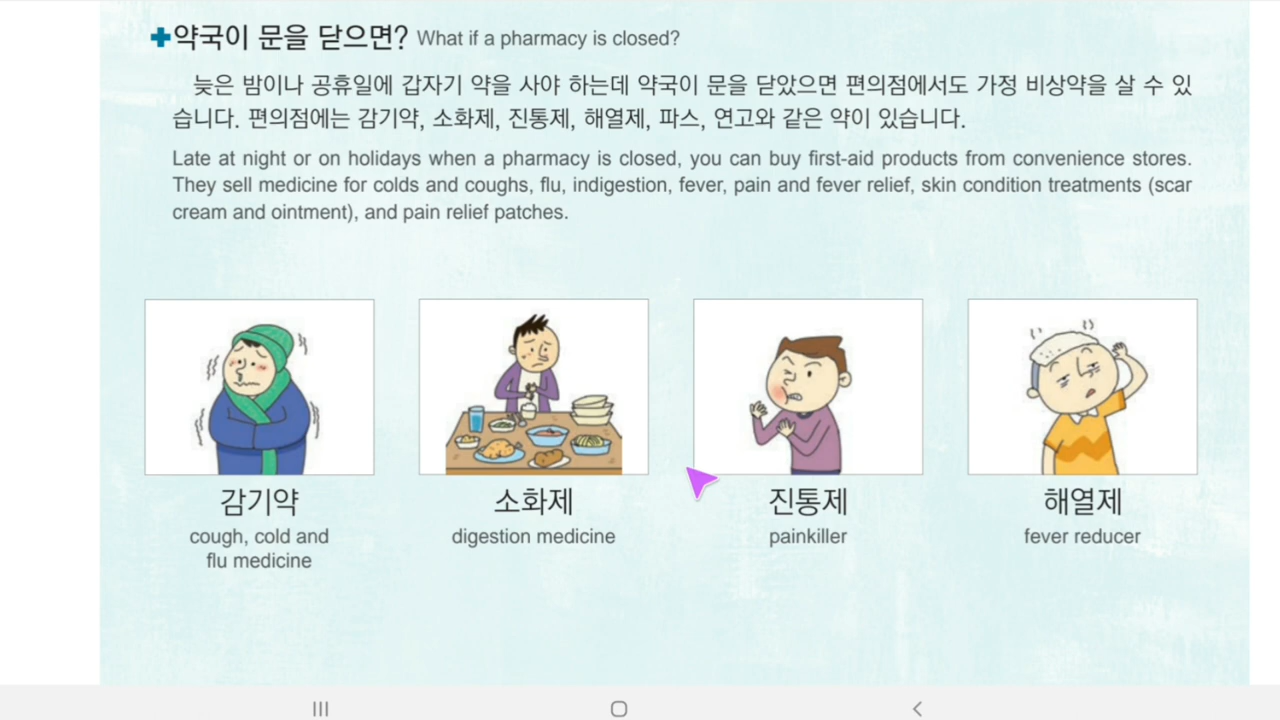 약국이 문을 닫으면? What if a pharmacy is closed?
늦은 밤이나 공휴일에 갑자기 약을 사야 하는데 약국이 문을 닫았으면 편의점에서도 가정 비상약을 살 수 있
습니다. 편의점에는 감기약, 소화제, 진통제, 해열제, 파스, 연고와 같은 약이 있습니다.
Late at night or on holidays when a pharmacy is closed, you can buy first-aid products from convenience stores.
They sell medicine for colds and coughs, flu, indigestion, fever, pain and fever relief, skin condition treatments (scar
cream and ointment), and pain relief patches.
감기약
cough, cold and
flu medicine
소화제
digestion medicine
진통제
painkiller
해열제
fever reducer